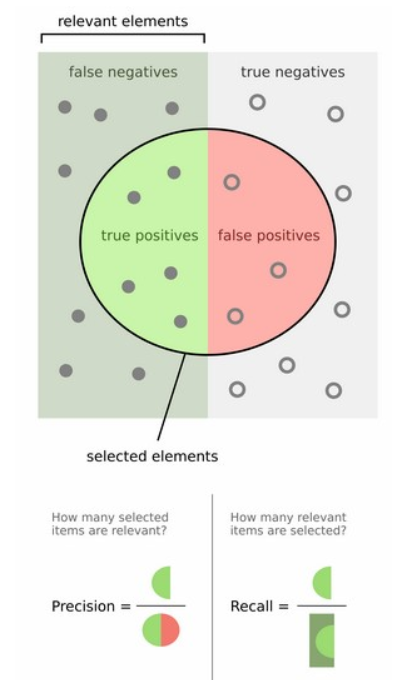 relevant elements
false negatives
true negatives
true positives
false positives
selected elements
How many selected
items are relevant?
How many relevant
items are selected?
Precision =
Recall =